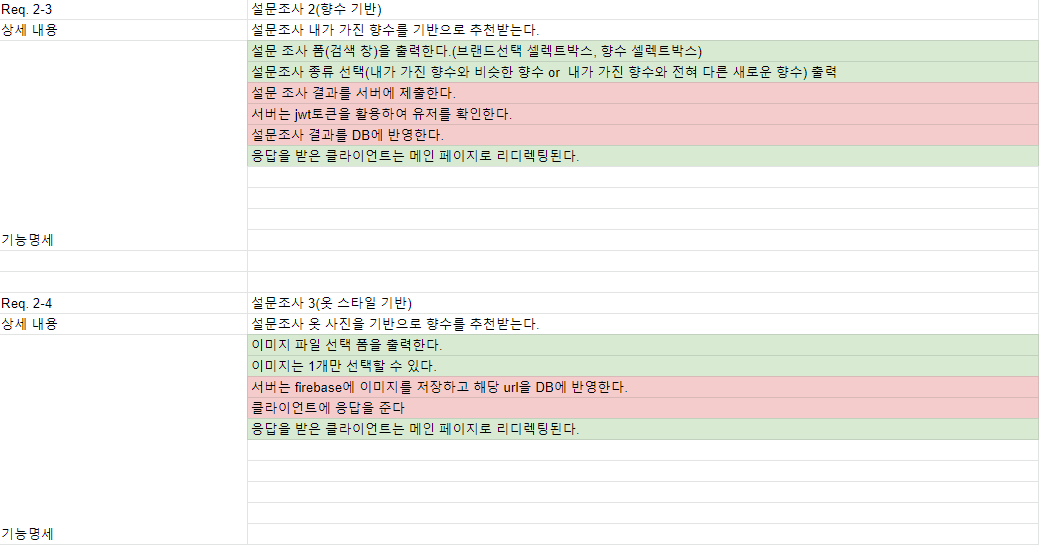 Req. 2-3 설문조사 2(향수 기반)
상세 내용 설문조사 내가 가진 향수를 기반으로 추천받는다.
설문 조사 폼(검색 창)을 출력한다.(브랜드선택 셀렉트박스, 향수 셀렉트박스)
설문조사 종류 선택(내가 가진 향수와 비슷한 향수 or 내가 가진 향수와 전혀 다른 새로운 향수) 출력
설문 조사 결과를 서버에 제출한다.
서버는 jwt토큰을 활용하여 유저를 확인한다.
설문조사 결과를 DB에 반영한다.
응답을 받은 클라이언트는 메인 페이지로 리디렉팅된다.
기능명세
Req. 2-4 설문조사 3(옷 스타일 기반)
상세 내용 설문조사 옷 사진을 기반으로 향수를 추천받는다.
이미지 파일 선택 폼을 출력한다.
이미지는 1개만 선택할 수 있다.
서버는 firebase에 이미지를 저장하고 해당 url을 DB에 반영한다.
클라이언트에 응답을 준다
응답을 받은 클라이언트는 메인 페이지로 리디렉팅된다.
기능명세